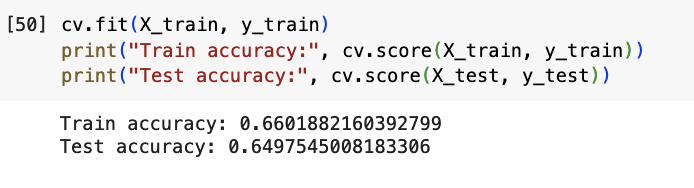 [50] cv.fit(X_train, y_train)
print("Train accuracy:", cv.score(X_train, y_train))
print("Test accuracy:", cv.score(X_test, y_test))
Train accuracy: 0.6601882160392799
Test accuracy: 0.6497545008183306